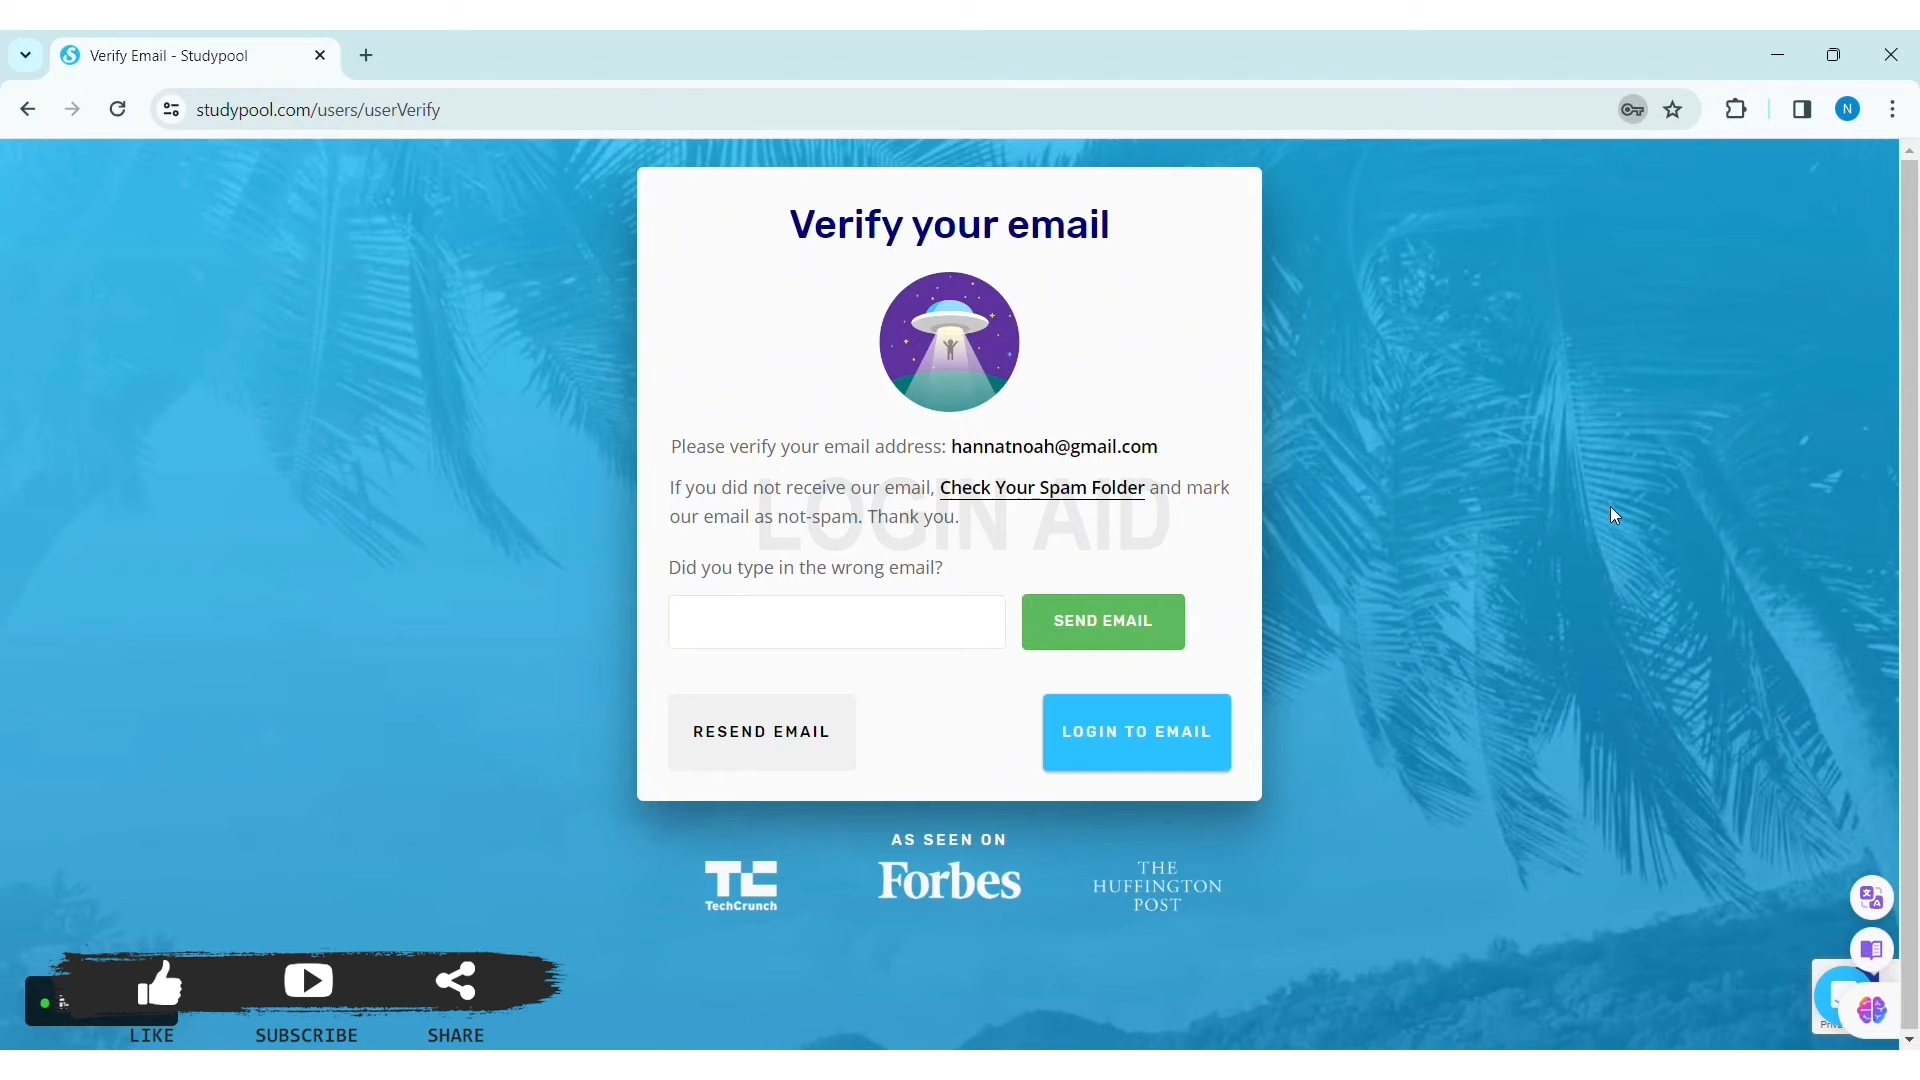 Verify Email - Studypool
studypool.com/users/userVerify
N
Verify your email
Please verify your email address: hannatnoah@gmail.com
If you did not receive our email, Check Your Spam Folder and mark
our email as not-spam. Thank you.
LOGIN AID
Did you type in the wrong email?
SEND EMAIL
RESEND EMAIL
LOGIN TO EMAIL
AS SEEN ON
TC
TechCrunch
Forbes
THE
HUFFINGTON
POST
LIKE
SUBSCRIBE
SHARE